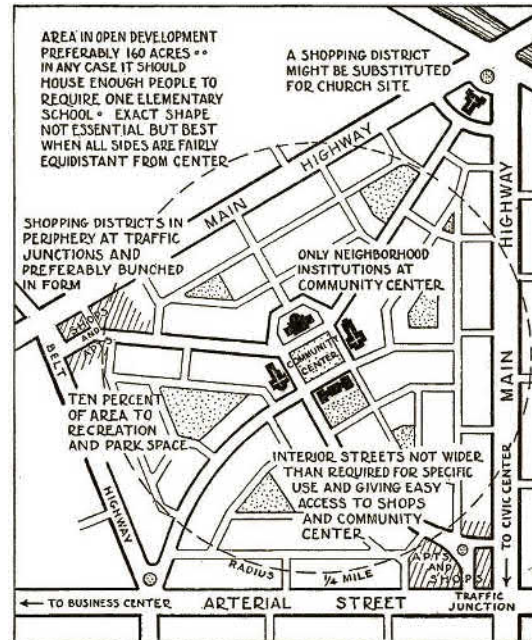 AREA IN OPEN DEVELOPMENT
PREFERABLY 160 ACRES ••
IN ANY CASE IT SHOULD
HOUSE ENOUGH PEOPLE TO
REQUIRE ONE ELEMENTARY
SCHOOL • EXACT SHAPE
NOT ESSENTIAL BUT BEST
WHEN ALL SIDES ARE FAIRLY
EQUIDISTANT FROM CENTER
A SHOPPING DISTRICT
MIGHT BE SUBSTITUTED
FOR CHURCH SITE
MAIN HIGHWAY
HIGHWAY
MAIN
SHOPPING DISTRICTS IN
PERIPHERY AT TRAFFIC
JUNCTIONS AND
PREFERABLY BUNCHED
IN FORM
ONLY NEIGHBORHOOD
INSTITUTIONS AT
COMMUNITY CENTER
SHOPS
AND
APTS
BELT
HIGHWAY
COMMUNITY
CENTER
TEN PERCENT
OF AREA TO
RECREATION
AND PARK SPACE
INTERIOR STREETS NOT WIDER
THAN REQUIRED FOR SPECIFIC
USE AND GIVING EASY
ACCESS TO SHOPS
AND COMMUNITY
CENTER
TO CIVIC CENTER →
RADIUS ¼ MILE
APTS
AND
SHOPS
← TO BUSINESS CENTER
ARTERIAL STREET
TRAFFIC
JUNCTION